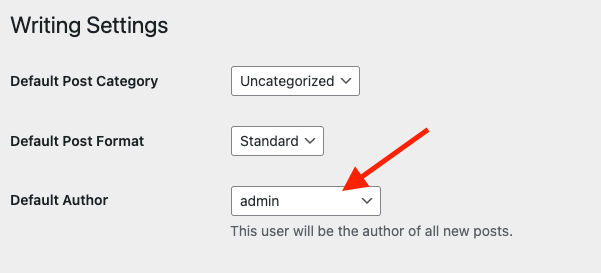 Writing Settings
Default Post Category
Uncategorized
Default Post Format
Standard
Default Author
admin
This user will be the author of all new posts.